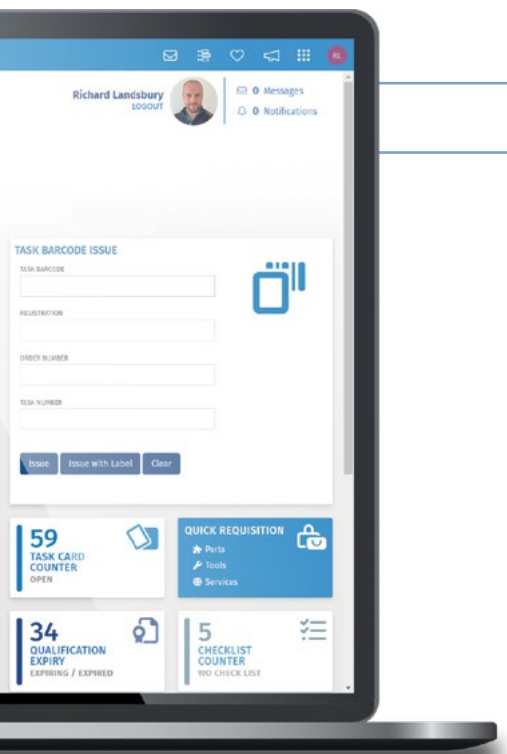 RL
Richard Landsbury
LOGOUT
0 Messages
0 Notifications
TASK BARCODE ISSUE
TASK BARCODE
REGISTRATION
ORDER NUMBER
TASK NUMBER
Issue
Issue with Label
Clear
59
TASK CARD
COUNTER
OPEN
QUICK REQUISITION
Parts
Tools
Services
34
QUALIFICATION
EXPIRY
EXPIRING / EXPIRED
5
CHECKLIST
COUNTER
WO CHECK LIST